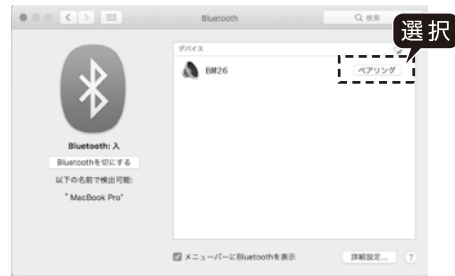 Bluetooth
検索
選択
デバイス
BM26
ペアリング
Bluetooth: 入
Bluetoothを切にする
以下の名前で検出可能:
"MacBook Pro"
メニューバーにBluetoothを表示
詳細設定...
?